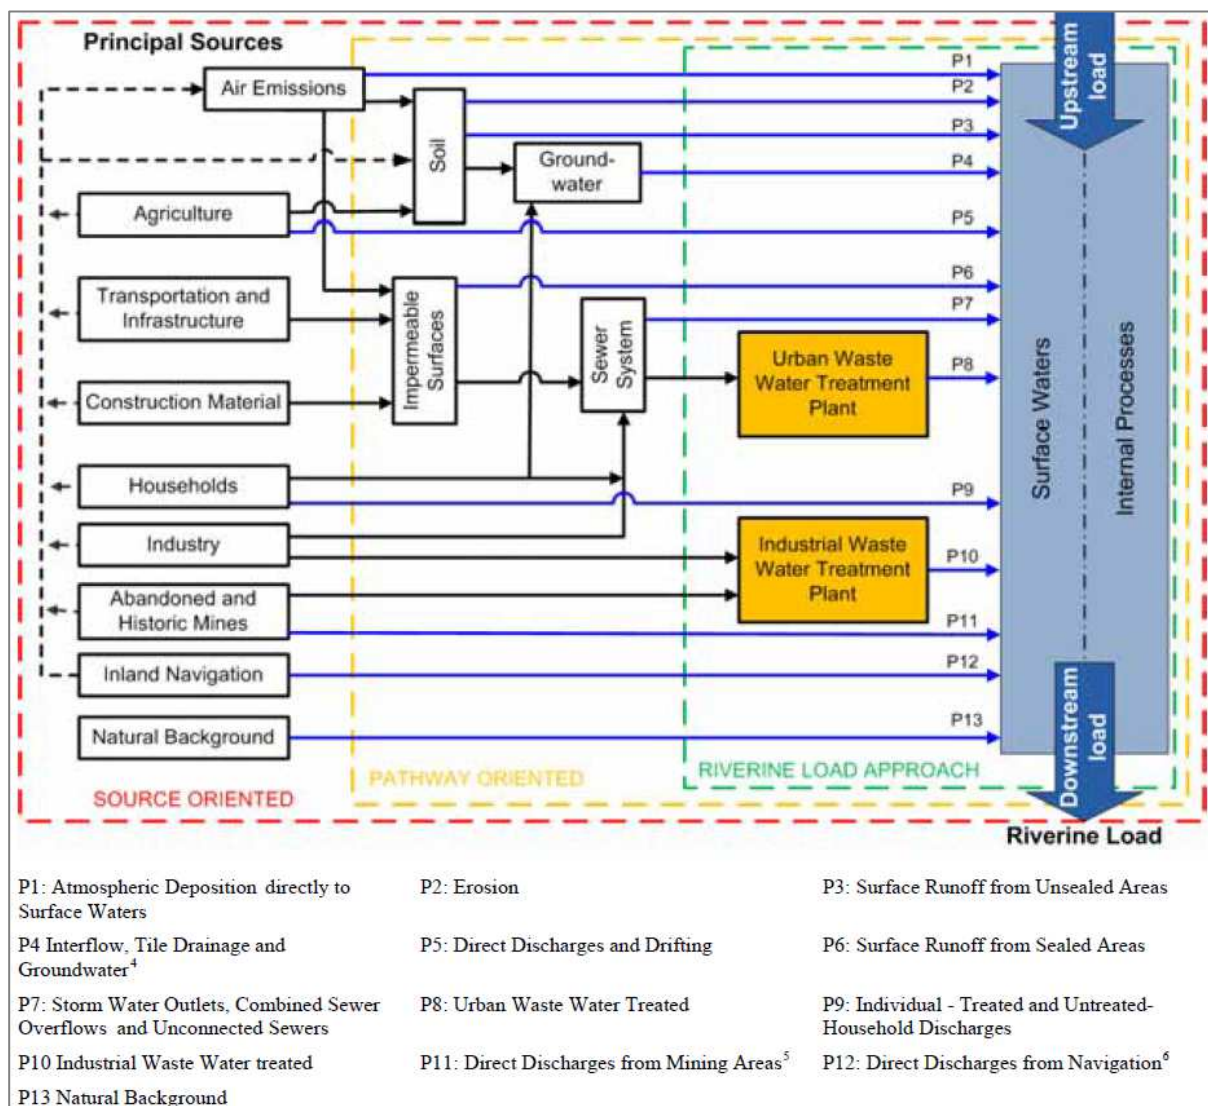 Principal Sources
Air Emissions
Soil
Ground-
water
Agriculture
Transportation and
Infrastructure
Impermeable
Surfaces
Sewer
System
Construction Material
Urban Waste
Water Treatment
Plant
Households
Industry
Industrial Waste
Water Treatment
Plant
Abandoned and
Historic Mines
Inland Navigation
Natural Background
P1
P2
P3
P4
P5
P6
P7
P8
P9
P10
P11
P12
P13
Upstream
load
Surface Waters
Internal Processes
Downstream
load
SOURCE ORIENTED
PATHWAY ORIENTED
RIVERINE LOAD APPROACH
Riverine Load
P1: Atmospheric Deposition directly to
Surface Waters
P2: Erosion
P3: Surface Runoff from Unsealed Areas
P4 Interflow, Tile Drainage and
Groundwater4
P5: Direct Discharges and Drifting
P6: Surface Runoff from Sealed Areas
P7: Storm Water Outlets, Combined Sewer
Overflows and Unconnected Sewers
P8: Urban Waste Water Treated
P9: Individual - Treated and Untreated-
Household Discharges
P10 Industrial Waste Water treated
P11: Direct Discharges from Mining Areas5
P12: Direct Discharges from Navigation6
P13 Natural Background